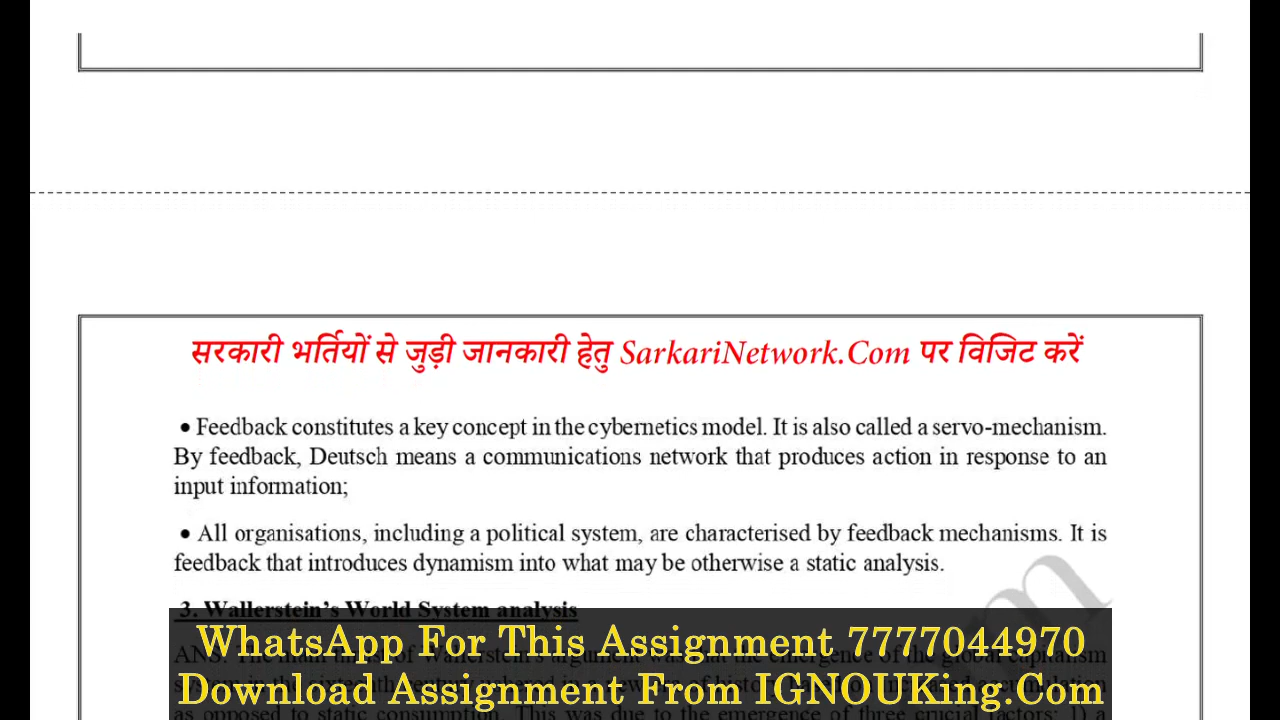 सरकारी भर्तियों से जुड़ी जानकारी हेतु SarkariNetwork.Com पर विजिट करें
• Feedback constitutes a key concept in the cybernetics model. It is also called a servo-mechanism.
By feedback, Deutsch means a communications network that produces action in response to an
input information;
• All organisations, including a political system, are characterised by feedback mechanisms. It is
feedback that introduces dynamism into what may be otherwise a static analysis.
3. Wallerstein's World System analysis
WhatsApp For This Assignment 7777044970
Download Assignment From IGNOUKing.Com